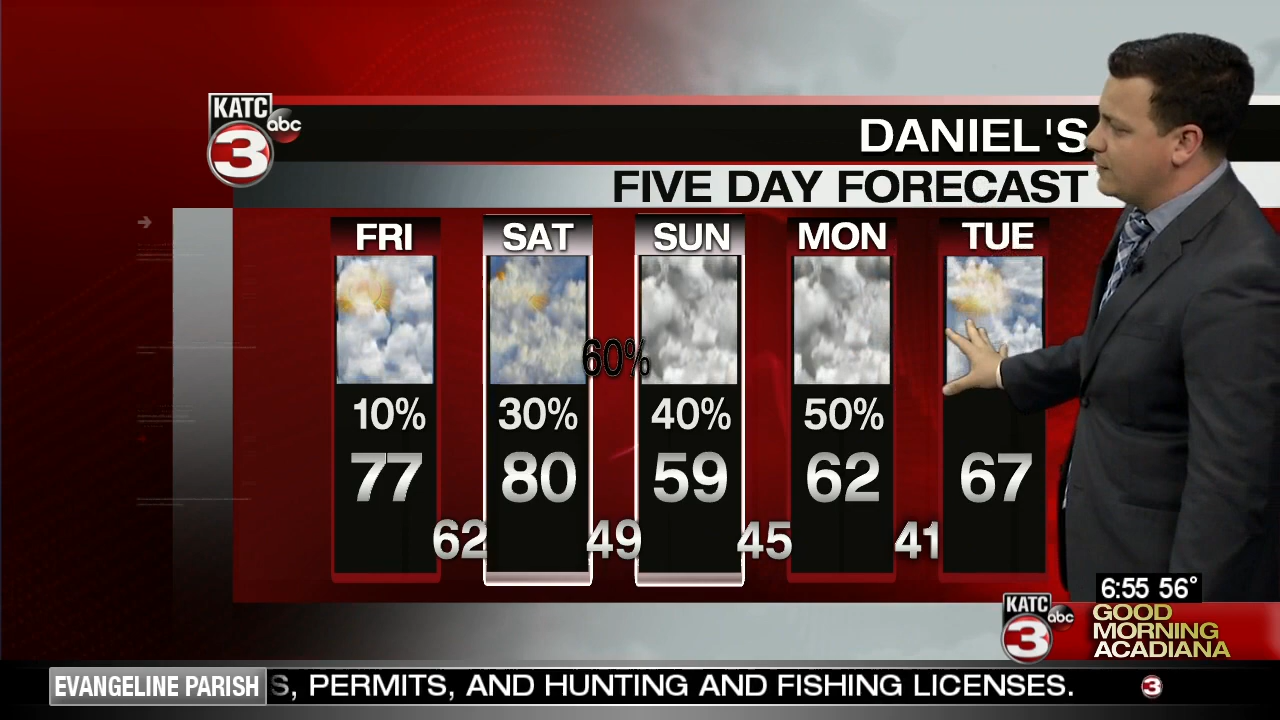 KATC
abc
3
DANIEL'S
FIVE DAY FORECAST
FRI SAT SUN MON TUE
60%
10% 30% 40% 50%
77 80 59 62 67
62 49 45 41
6:55 56°
KATC
abc
3
GOOD
MORNING
ACADIANA
EVANGELINE PARISH S, PERMITS, AND HUNTING AND FISHING LICENSES. 3